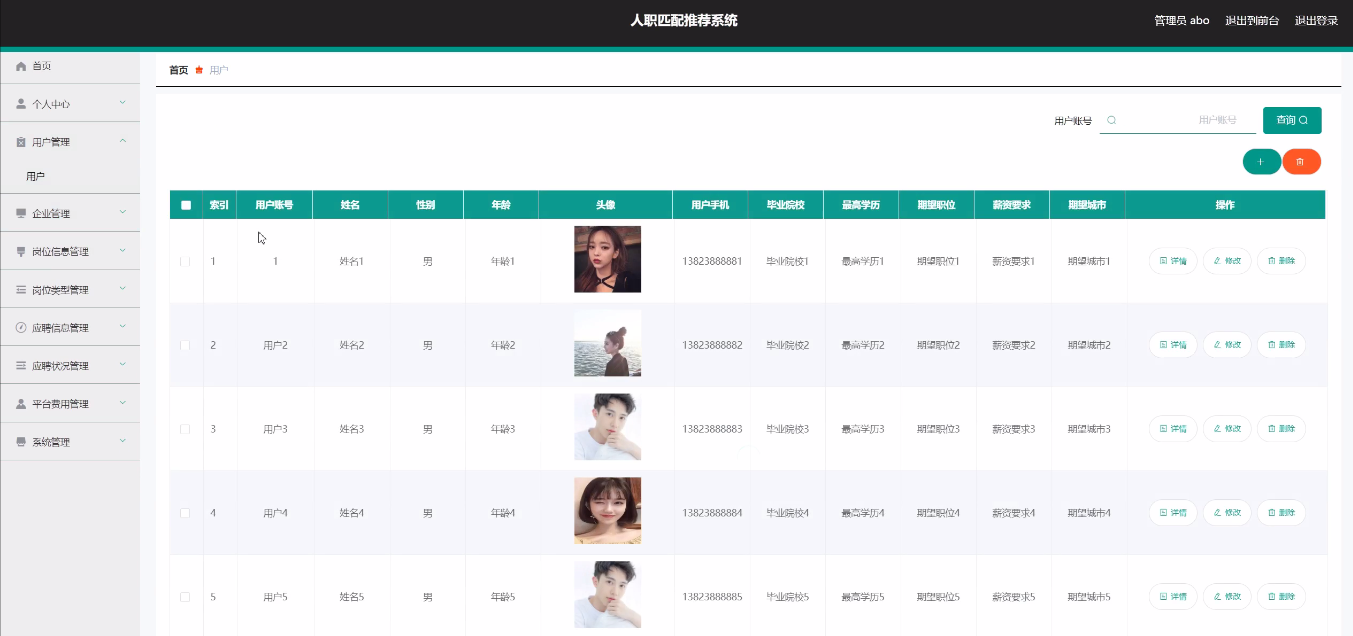 人职匹配推荐系统
管理员 abo 退出到前台 退出登录
首页
个人中心
用户管理
用户
企业管理
岗位信息管理
岗位类型管理
应聘信息管理
应聘状况管理
平台费用管理
系统管理
首页 用户
用户账号 用户账号 查询
+
索引 用户账号 姓名 性别 年龄 头像 用户手机 毕业院校 最高学历 期望职位 薪资要求 期望城市 操作
1 1 姓名1 男 年龄1 13823888881 毕业院校1 最高学历1 期望职位1 薪资要求1 期望城市1 详情 修改 删除
2 用户2 姓名2 男 年龄2 13823888882 毕业院校2 最高学历2 期望职位2 薪资要求2 期望城市2 详情 修改 删除
3 用户3 姓名3 男 年龄3 13823888883 毕业院校3 最高学历3 期望职位3 薪资要求3 期望城市3 详情 修改 删除
4 用户4 姓名4 男 年龄4 13823888884 毕业院校4 最高学历4 期望职位4 薪资要求4 期望城市4 详情 修改 删除
5 用户5 姓名5 男 年龄5 13823888885 毕业院校5 最高学历5 期望职位5 薪资要求5 期望城市5 详情 修改 删除